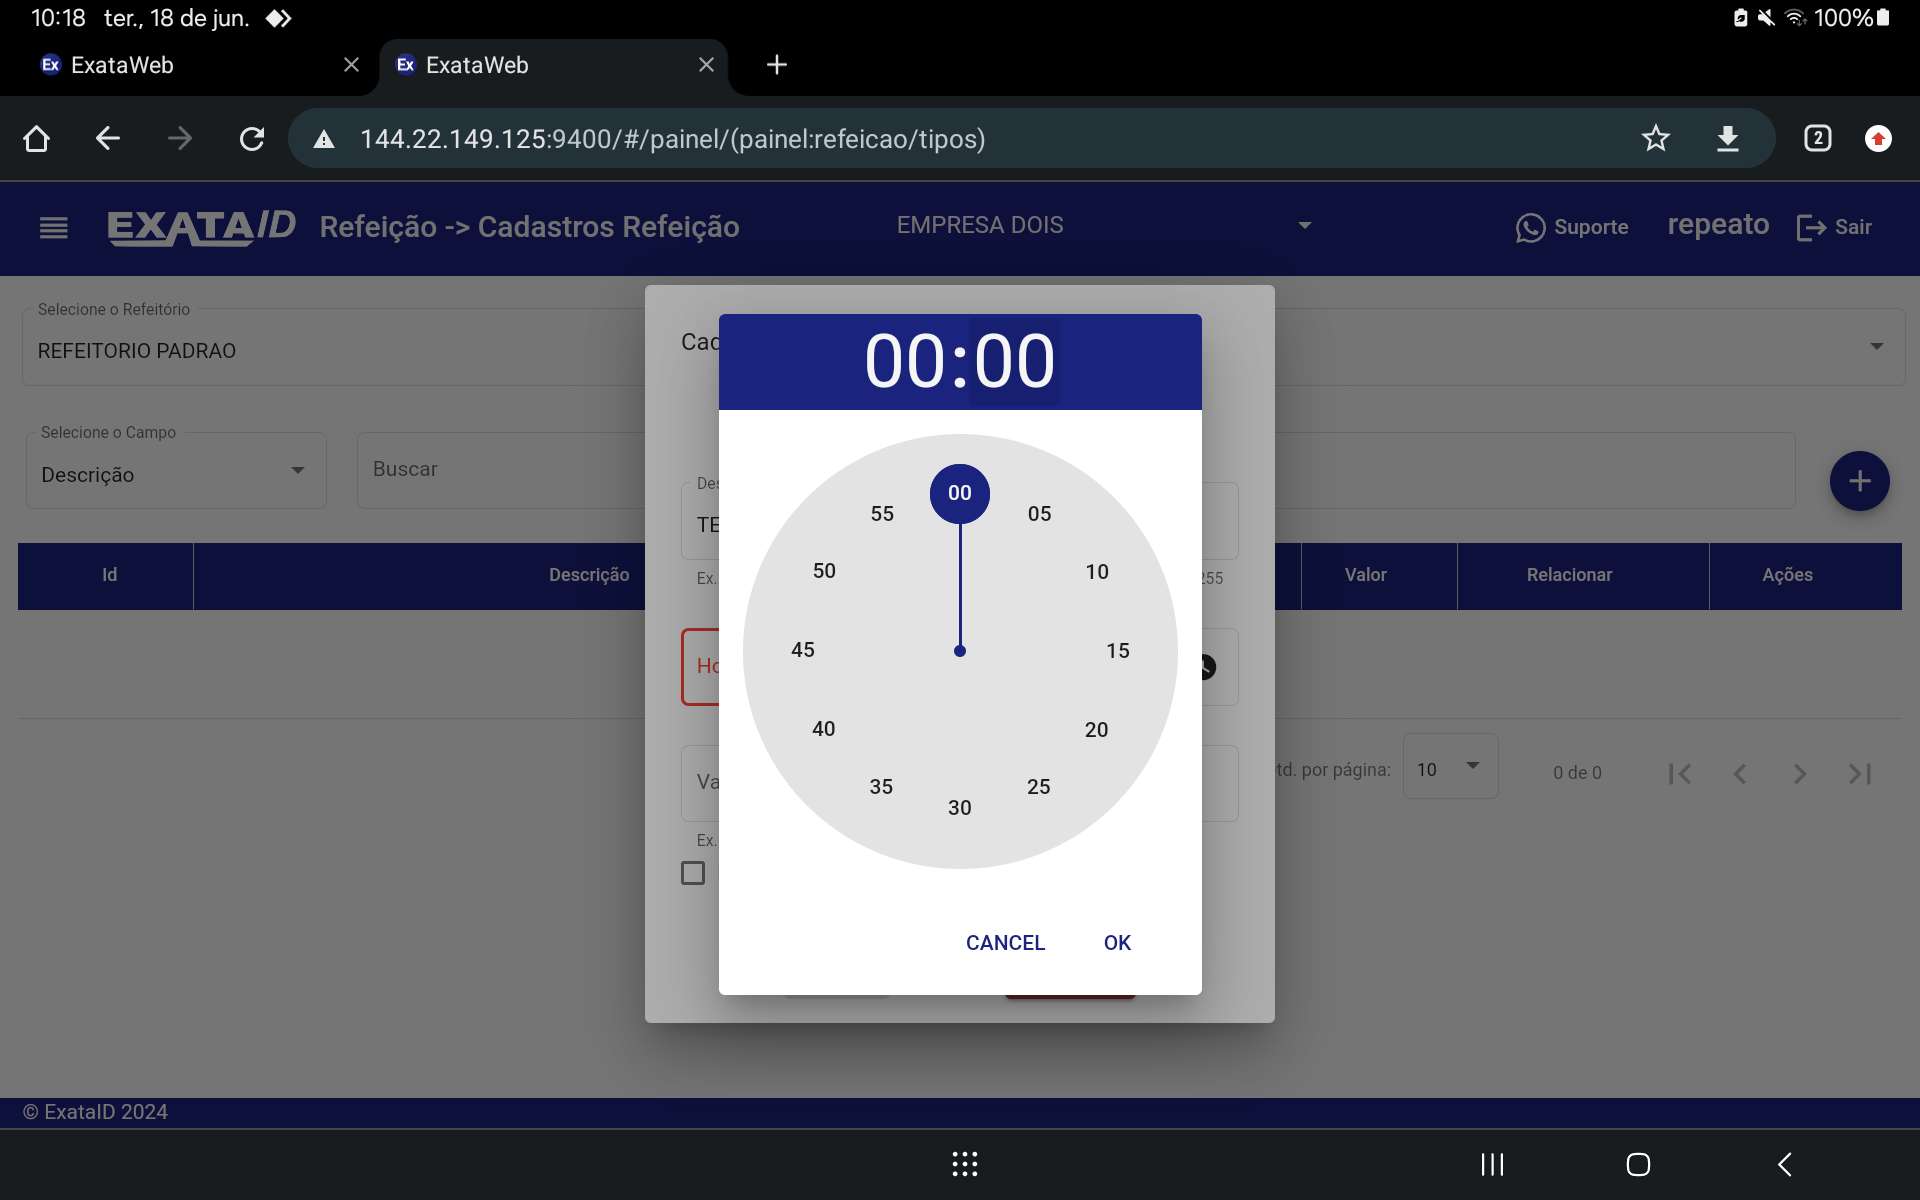 10:18 ter., 18 de jun. 100%
Ex ExataWeb Ex ExataWeb
144.22.149.125:9400/#/painel/(painel:refeicao/tipos) 2
EXATAID Refeição -> Cadastros Refeição EMPRESA DOIS Suporte repeato Sair
Selecione o Refeitório
REFEITORIO PADRAO
Cad
00:00
Selecione o Campo
Descrição
Buscar
Des
TE
Ex. 255
Id Descrição Valor Relacionar Ações
00
05
10
15
20
25
30
35
40
45
50
55
Ho
Va
Ex.
td. por página: 10 0 de 0
CANCEL OK
© ExataID 2024